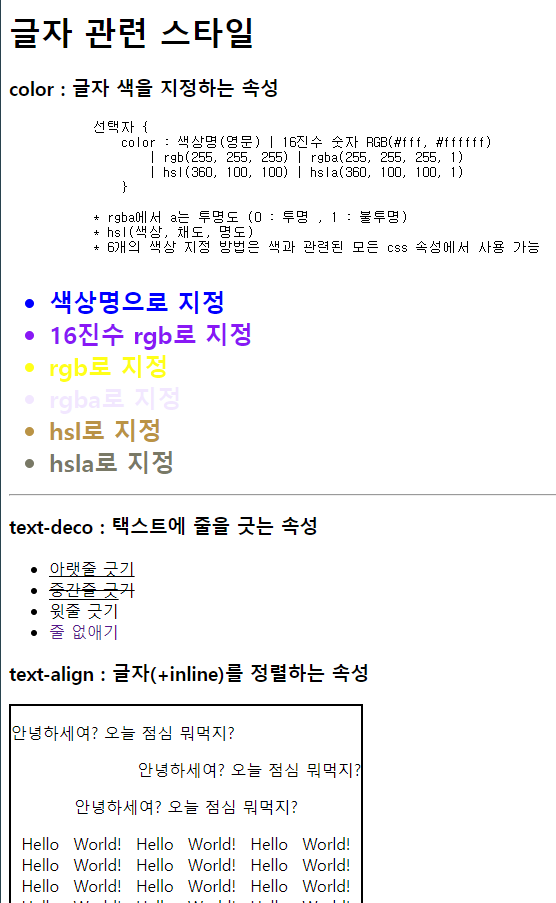 글자 관련 스타일
color : 글자 색을 지정하는 속성
선택자 {
color : 색상명(영문) | 16진수 숫자 RGB(#fff, #ffffff)
| rgb(255, 255, 255) | rgba(255, 255, 255, 1)
| hsl(360, 100, 100) | hsla(360, 100, 100, 1)
}
* rgba에서 a는 투명도 (0 : 투명 , 1 : 불투명)
* hsl(색상, 채도, 명도)
* 6개의 색상 지정 방법은 색과 관련된 모든 css 속성에서 사용 가능
• 색상명으로 지정
• 16진수 rgb로 지정
• rgb로 지정
• rgba로 지정
• hsl로 지정
• hsla로 지정
text-deco : 택스트에 줄을 긋는 속성
• 아랫줄 긋기
• 중간줄 긋기
• 윗줄 긋기
• 줄 없애기
text-align : 글자(+inline)를 정렬하는 속성
안녕하세여? 오늘 점심 뭐먹지?
안녕하세여? 오늘 점심 뭐먹지?
안녕하세여? 오늘 점심 뭐먹지?
Hello World! Hello World! Hello World!
Hello World! Hello World! Hello World!
Hello World! Hello World! Hello World!